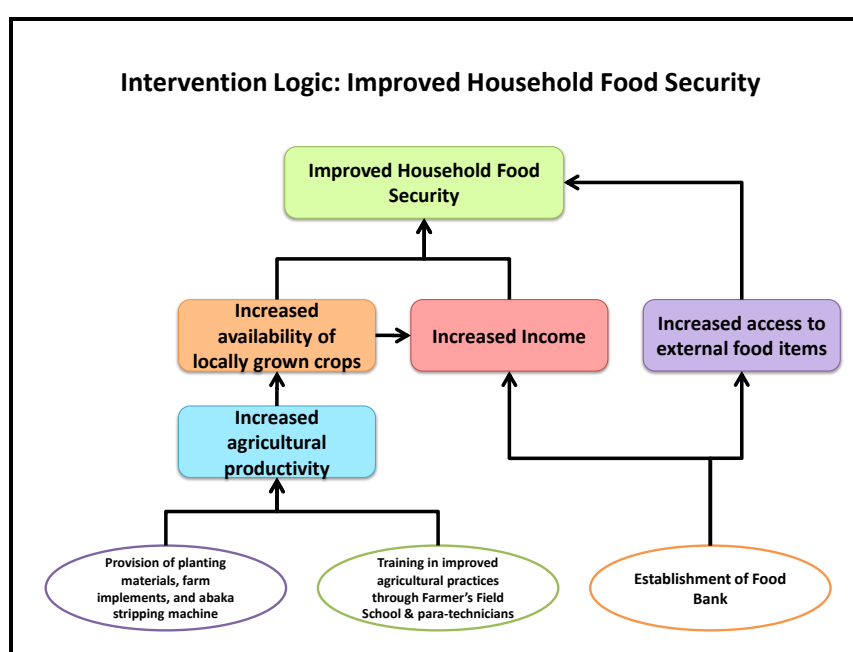 Intervention Logic: Improved Household Food Security
Improved Household Food
Security
Increased
availability of
locally grown crops
Increased Income
Increased access to
external food items
Increased
agricultural
productivity
Provision of planting
materials, farm
implements, and abaka
stripping machine
Training in improved
agricultural practices
through Farmer’s Field
School & para-technicians
Establishment of Food
Bank